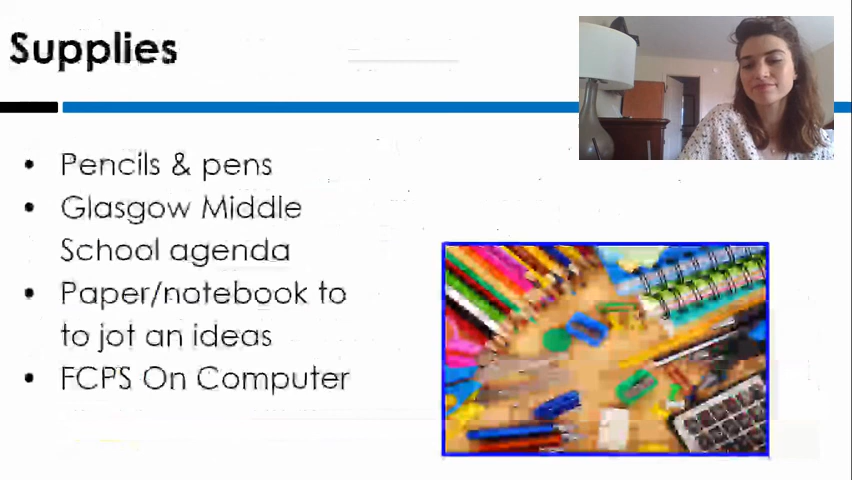 Supplies
• Pencils & pens
• Glasgow Middle
School agenda
• Paper/notebook to
to jot an ideas
• FCPS On Computer